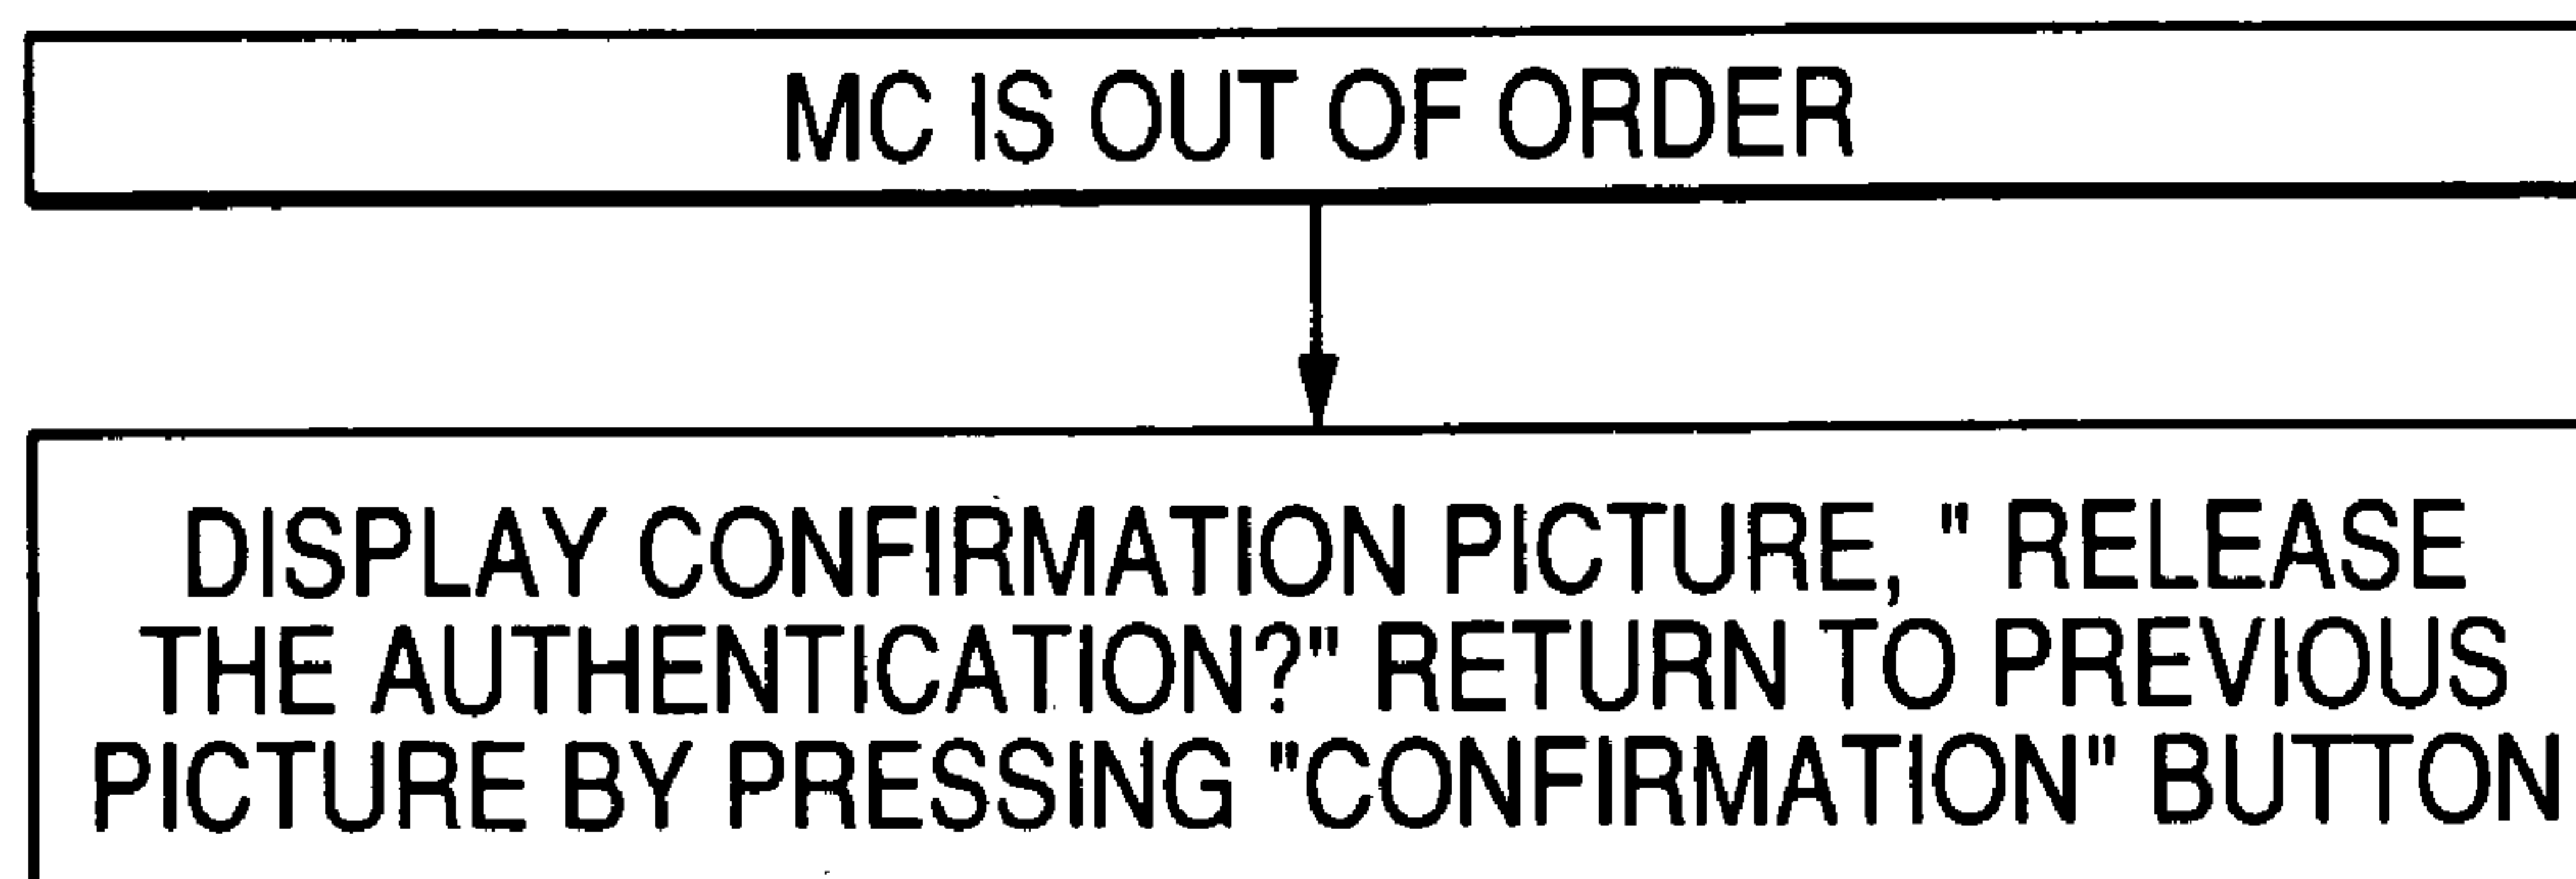 MC IS OUT OF ORDER
DISPLAY CONFIRMATION PICTURE, " RELEASE
THE AUTHENTICATION?" RETURN TO PREVIOUS
PICTURE BY PRESSING "CONFIRMATION" BUTTON